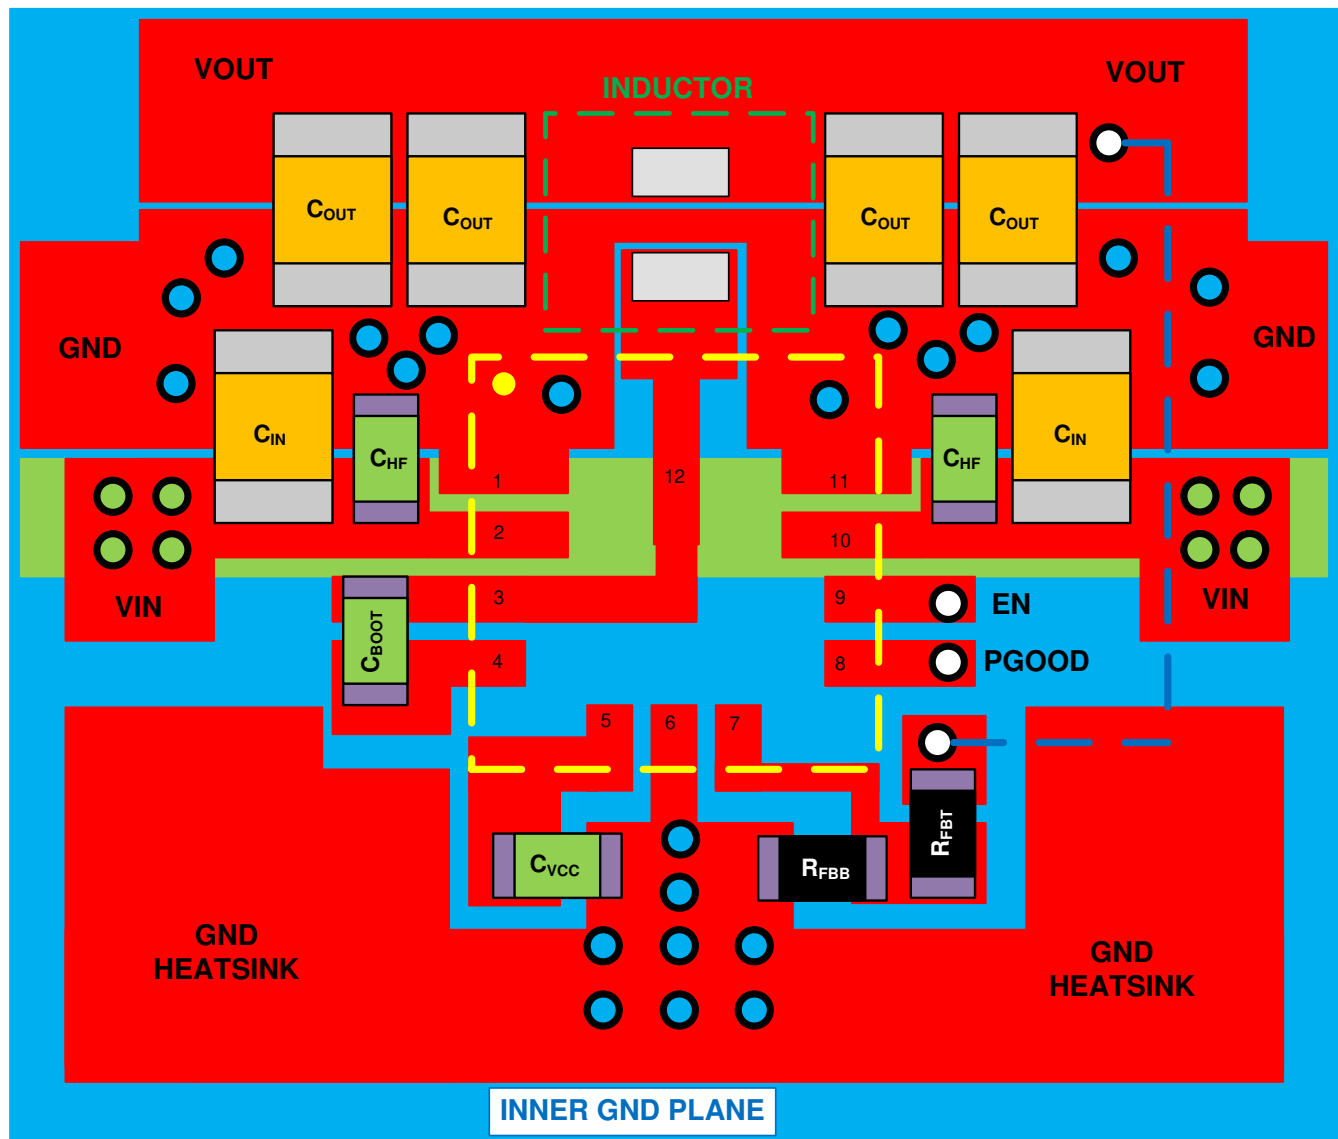 VOUT
INDUCTOR
VOUT
COUT
COUT
COUT
COUT
GND
GND
CIN
CHF
CHF
CIN
1
12
11
2
10
VIN
3
9
EN
VIN
CBOOT
4
8
PGOOD
5
6
7
CVCC
RFBB
RFBT
GND
HEATSINK
GND
HEATSINK
INNER GND PLANE